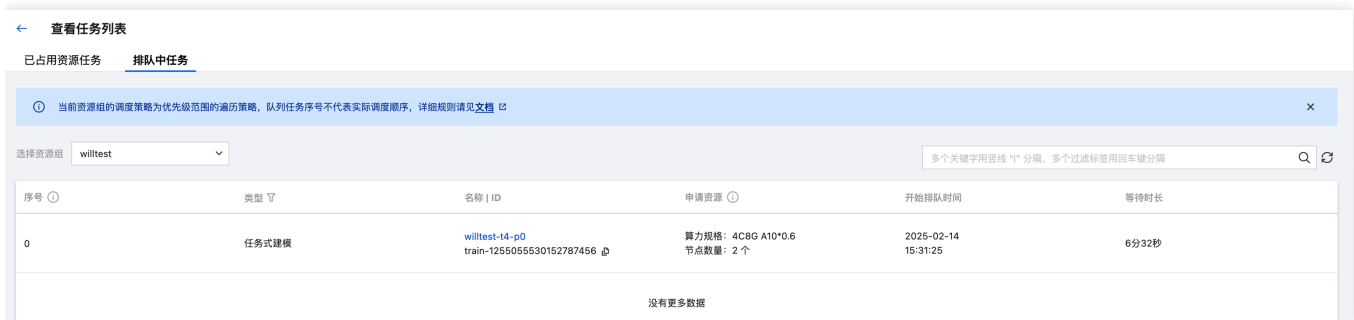 查看任务列表
已占用资源任务 排队中任务
当前资源组的调度策略为优先级范围的遍历策略，队列任务序号不代表实际调度顺序，详细规则请见文档
选择资源组 willtest 多个关键字用竖线 "|" 分隔，多个过滤标签用回车键分隔
序号 类型 名称 | ID 申请资源 开始排队时间 等待时长
0 任务式建模 willtest-t4-p0 算力规格：4C8G A10*0.6 2025-02-14 6分32秒
train-1255055530152787456 节点数量：2 个 15:31:25
没有更多数据